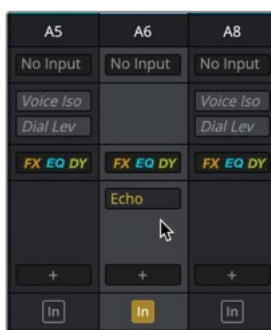 A5 A6 A8
No Input No Input No Input
Voice Iso Voice Iso
Dial Lev Dial Lev
FX EQ DY FX EQ DY FX EQ DY
Echo
+ + +
In In In